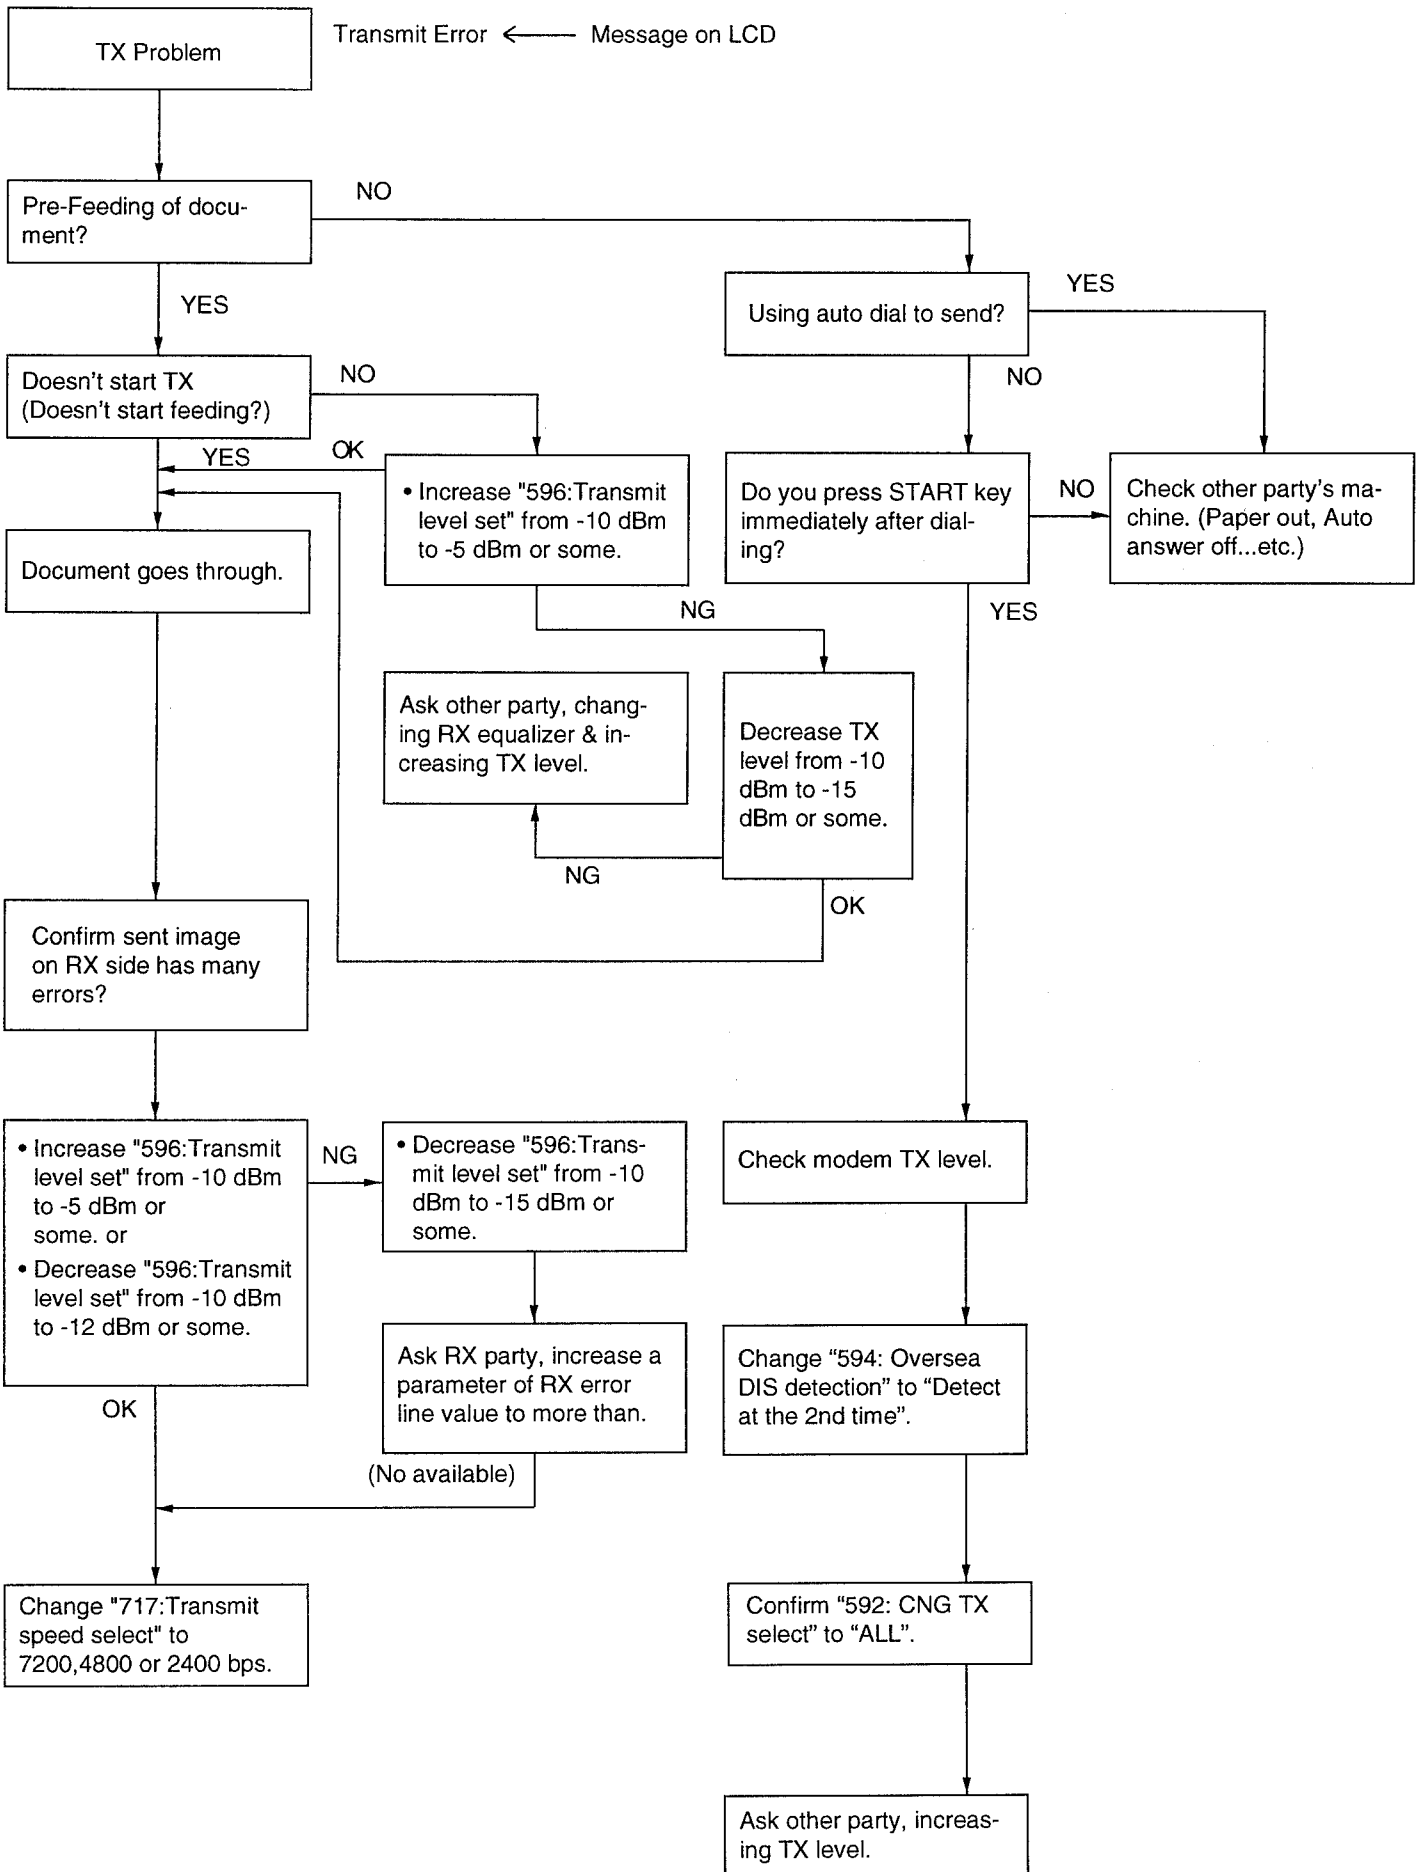 TX Problem
Transmit Error
Message on LCD
Pre-Feeding of docu-
ment?
NO
YES
Using auto dial to send?
YES
NO
Doesn't start TX
(Doesn't start feeding?)
NO
YES
OK
• Increase "596:Transmit
level set" from -10 dBm
to -5 dBm or some.
Do you press START key
immediately after dial-
ing?
NO
Check other party's ma-
chine. (Paper out, Auto
answer off...etc.)
Document goes through.
NG
YES
Ask other party, chang-
ing RX equalizer & in-
creasing TX level.
Decrease TX
level from -10
dBm to -15
dBm or some.
NG
OK
Confirm sent image
on RX side has many
errors?
• Increase "596:Transmit
level set" from -10 dBm
to -5 dBm or
some. or
• Decrease "596:Transmit
level set" from -10 dBm
to -12 dBm or some.
NG
• Decrease "596:Trans-
mit level set" from -10
dBm to -15 dBm or
some.
Check modem TX level.
Ask RX party, increase a
parameter of RX error
line value to more than.
Change “594: Oversea
DIS detection” to “Detect
at the 2nd time”.
OK
(No available)
Change "717:Transmit
speed select" to
7200,4800 or 2400 bps.
Confirm “592: CNG TX
select” to “ALL”.
Ask other party, increas-
ing TX level.